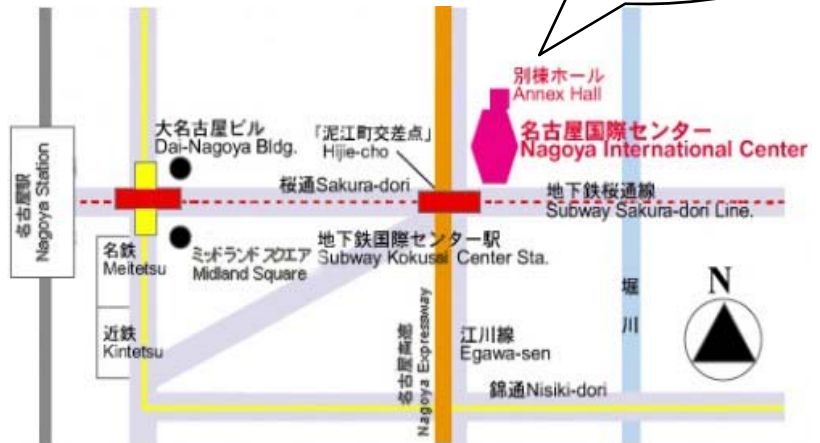 別棟ホール
Annex Hall
名古屋国際センター
Nagoya International Center
大名古屋ビル
Dai-Nagoya Bldg.
「泥江町交差点」
Hijie-cho
名古屋駅
Nagoya Station
桜通Sakura-dori
地下鉄桜通線
Subway Sakura-dori Line.
名鉄
Meitetsu
ミッドランド スクエア
Midland Square
地下鉄国際センター駅
Subway Kokusai Center Sta.
堀川
N
近鉄
Kintetsu
名古屋高速
Nagoya Expressway
江川線
Egawa-sen
錦通Nisiki-dori